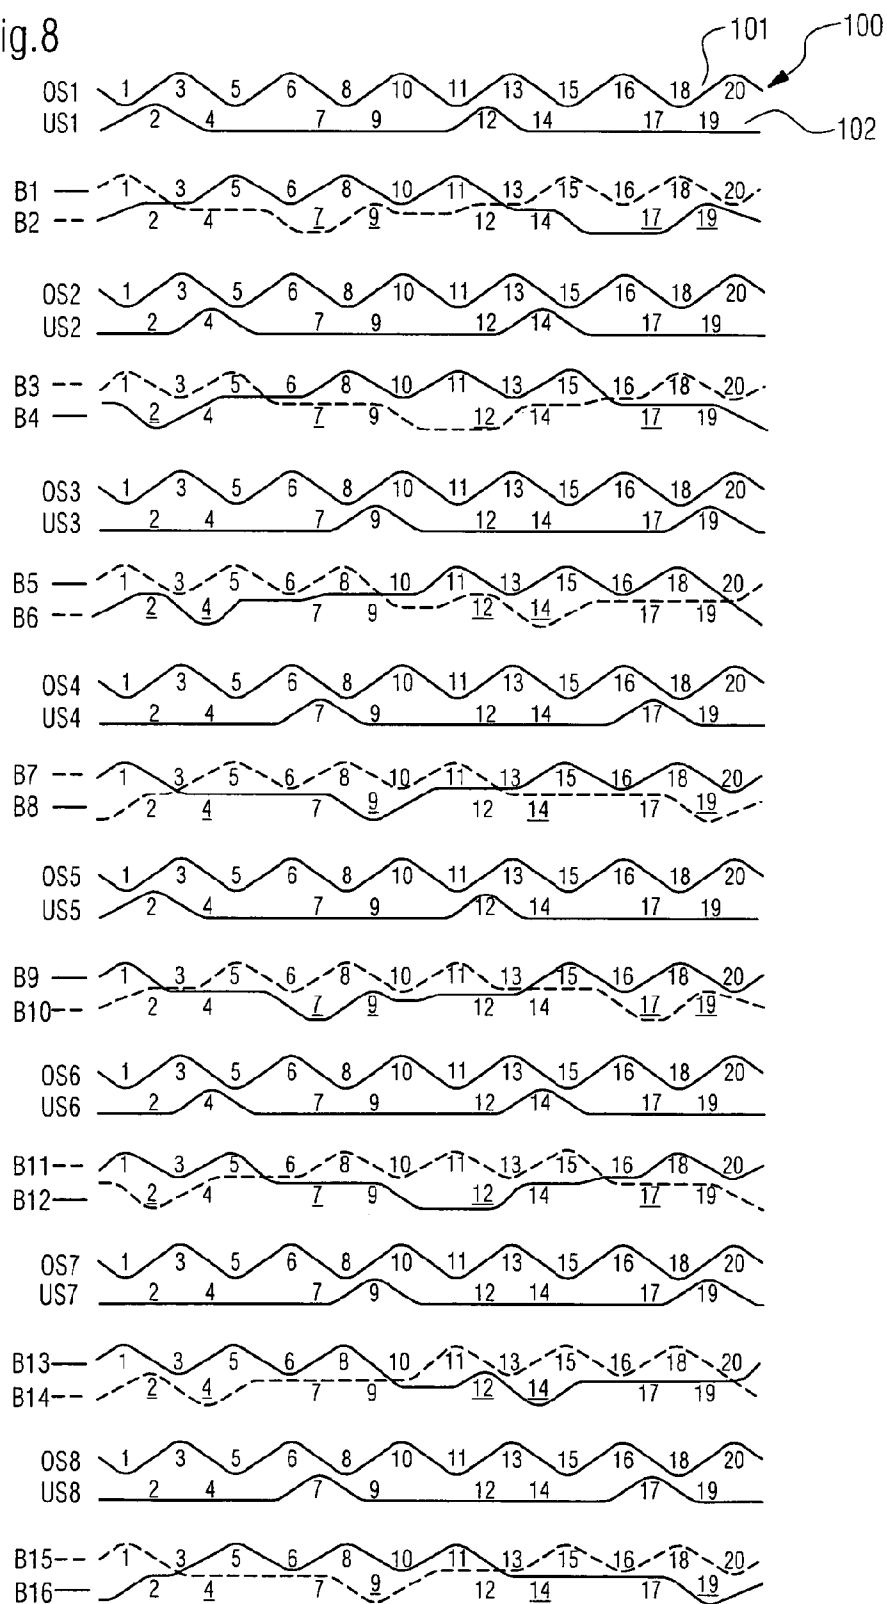 ig.8
101
100
OS1 1 3 5 6 8 10 11 13 15 16 18 20
US1 2 4 7 9 12 14 17 19
102
B1 1 3 5 6 8 10 11 13 15 16 18 20
B2 2 4 7 9 12 14 17 19
OS2 1 3 5 6 8 10 11 13 15 16 18 20
US2 2 4 7 9 12 14 17 19
B3 1 3 5 6 8 10 11 13 15 16 18 20
B4 2 4 7 9 12 14 17 19
OS3 1 3 5 6 8 10 11 13 15 16 18 20
US3 2 4 7 9 12 14 17 19
B5 1 3 5 6 8 10 11 13 15 16 18 20
B6 2 4 7 9 12 14 17 19
OS4 1 3 5 6 8 10 11 13 15 16 18 20
US4 2 4 7 9 12 14 17 19
B7 1 3 5 6 8 10 11 13 15 16 18 20
B8 2 4 7 9 12 14 17 19
OS5 1 3 5 6 8 10 11 13 15 16 18 20
US5 2 4 7 9 12 14 17 19
B9 1 3 5 6 8 10 11 13 15 16 18 20
B10 2 4 7 9 12 14 17 19
OS6 1 3 5 6 8 10 11 13 15 16 18 20
US6 2 4 7 9 12 14 17 19
B11 1 3 5 6 8 10 11 13 15 16 18 20
B12 2 4 7 9 12 14 17 19
OS7 1 3 5 6 8 10 11 13 15 16 18 20
US7 2 4 7 9 12 14 17 19
B13 1 3 5 6 8 10 11 13 15 16 18 20
B14 2 4 7 9 12 14 17 19
OS8 1 3 5 6 8 10 11 13 15 16 18 20
US8 2 4 7 9 12 14 17 19
B15 1 3 5 6 8 10 11 13 15 16 18 20
B16 2 4 7 9 12 14 17 19